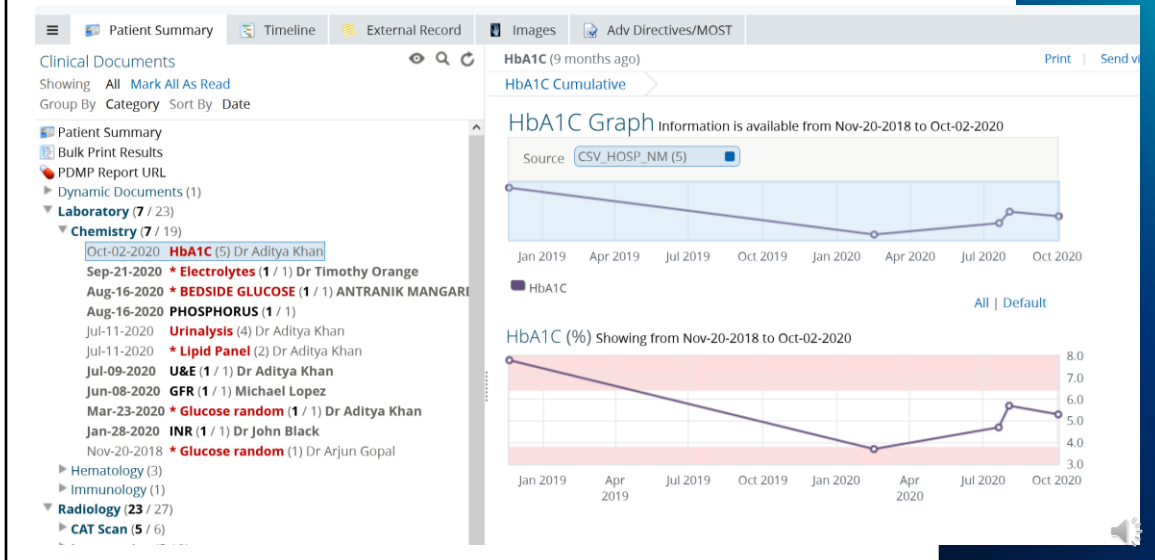 Patient Summary
Timeline
External Record
Images
Adv Directives/MOST
Clinical Documents
Showing All Mark All As Read
Group By Category Sort By Date
Patient Summary
Bulk Print Results
PDMP Report URL
Dynamic Documents (1)
Laboratory (7 / 23)
Chemistry (7 / 19)
Oct-02-2020 HbA1C (5) Dr Aditya Khan
Sep-21-2020 * Electrolytes (1 / 1) Dr Timothy Orange
Aug-16-2020 * BEDSIDE GLUCOSE (1 / 1) ANTRANIK MANGARD
Aug-16-2020 PHOSPHORUS (1 / 1)
Jul-11-2020 Urinalysis (4) Dr Aditya Khan
Jul-11-2020 * Lipid Panel (2) Dr Aditya Khan
Jul-09-2020 U&E (1 / 1) Dr Aditya Khan
Jun-08-2020 GFR (1 / 1) Michael Lopez
Mar-23-2020 * Glucose random (1 / 1) Dr Aditya Khan
Jan-28-2020 INR (1 / 1) Dr John Black
Nov-20-2018 * Glucose random (1) Dr Arjun Gopal
Hematology (3)
Immunology (1)
Radiology (23 / 27)
CAT Scan (5 / 6)
HbA1C (9 months ago)
Print | Send vi
HbA1C Cumulative
HbA1C Graph Information is available from Nov-20-2018 to Oct-02-2020
Source CSV_HOSP_NM (5)
Jan 2019 Apr 2019 Jul 2019 Oct 2019 Jan 2020 Apr 2020 Jul 2020 Oct 2020
HbA1C
All | Default
HbA1C (%) Showing from Nov-20-2018 to Oct-02-2020
8.0
7.0
6.0
5.0
4.0
3.0
Jan 2019 Apr 2019 Jul 2019 Oct 2019 Jan 2020 Apr 2020 Jul 2020 Oct 2020